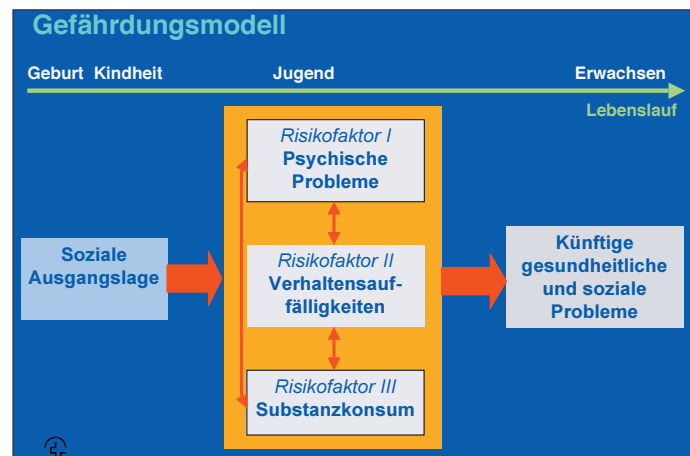 Gefährdungsmodell
Geburt Kindheit Jugend Erwachsen
Lebenslauf
Risikofaktor I
Psychische
Probleme
Soziale
Ausgangslage
Risikofaktor II
Verhaltensauf-
fälligkeiten
Künftige
gesundheitliche
und soziale
Probleme
Risikofaktor III
Substanzkonsum